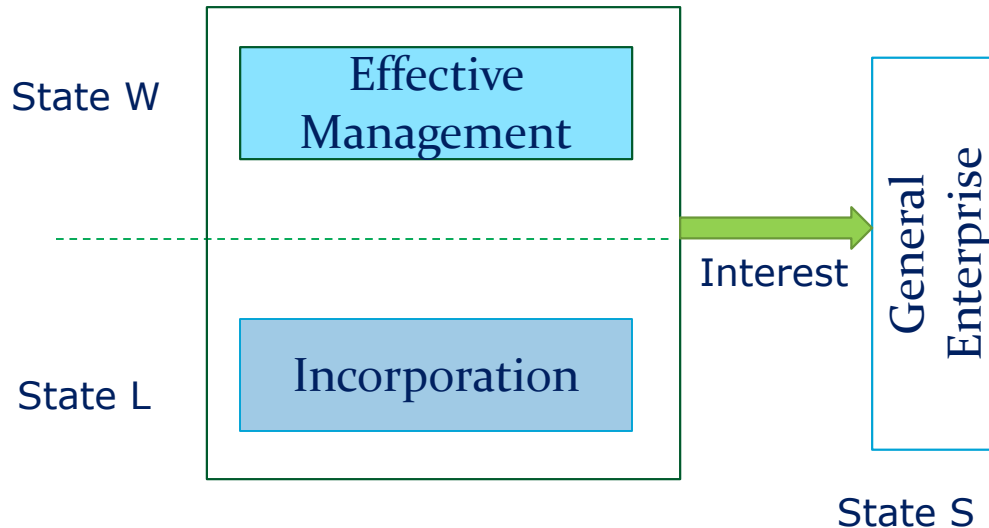 State W
Effective
Management
Interest
General
Enterprise
State L
Incorporation
State S